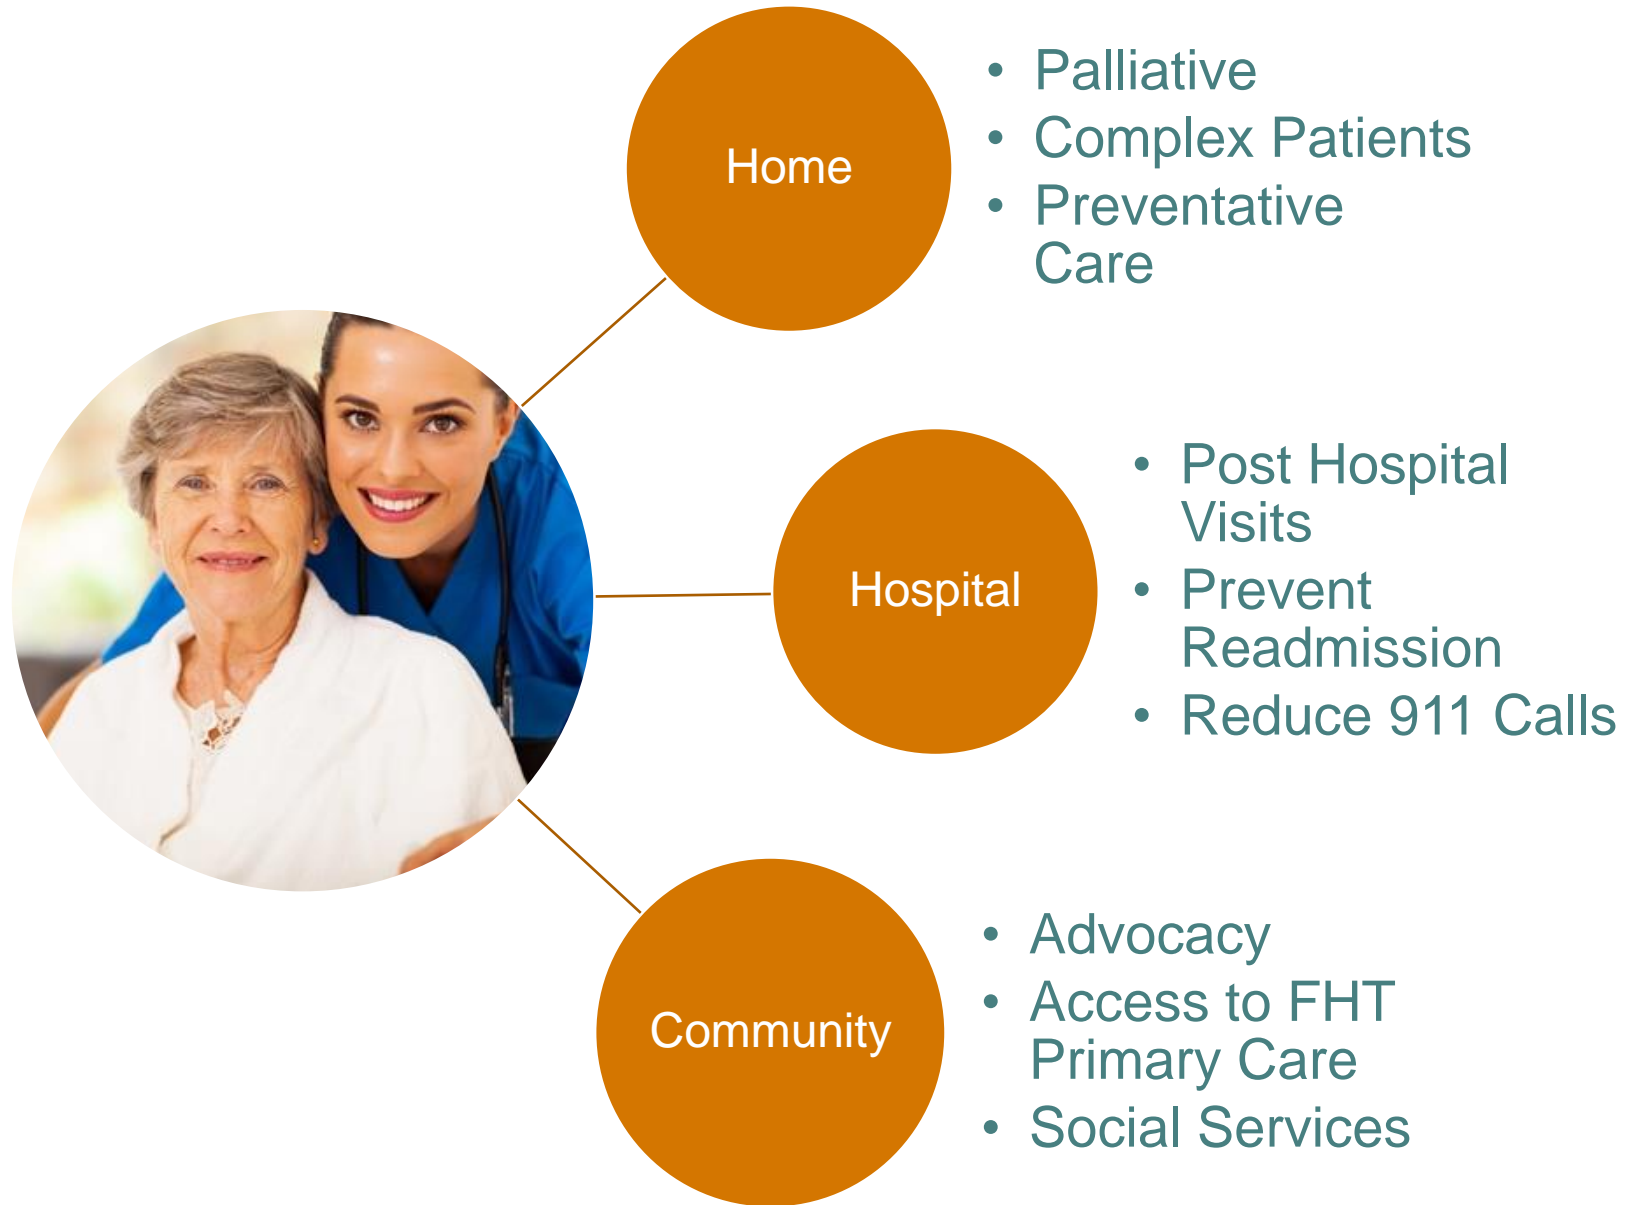 Home
• Palliative
• Complex Patients
• Preventative
Care
Hospital
• Post Hospital
Visits
• Prevent
Readmission
• Reduce 911 Calls
Community
• Advocacy
• Access to FHT
Primary Care
• Social Services